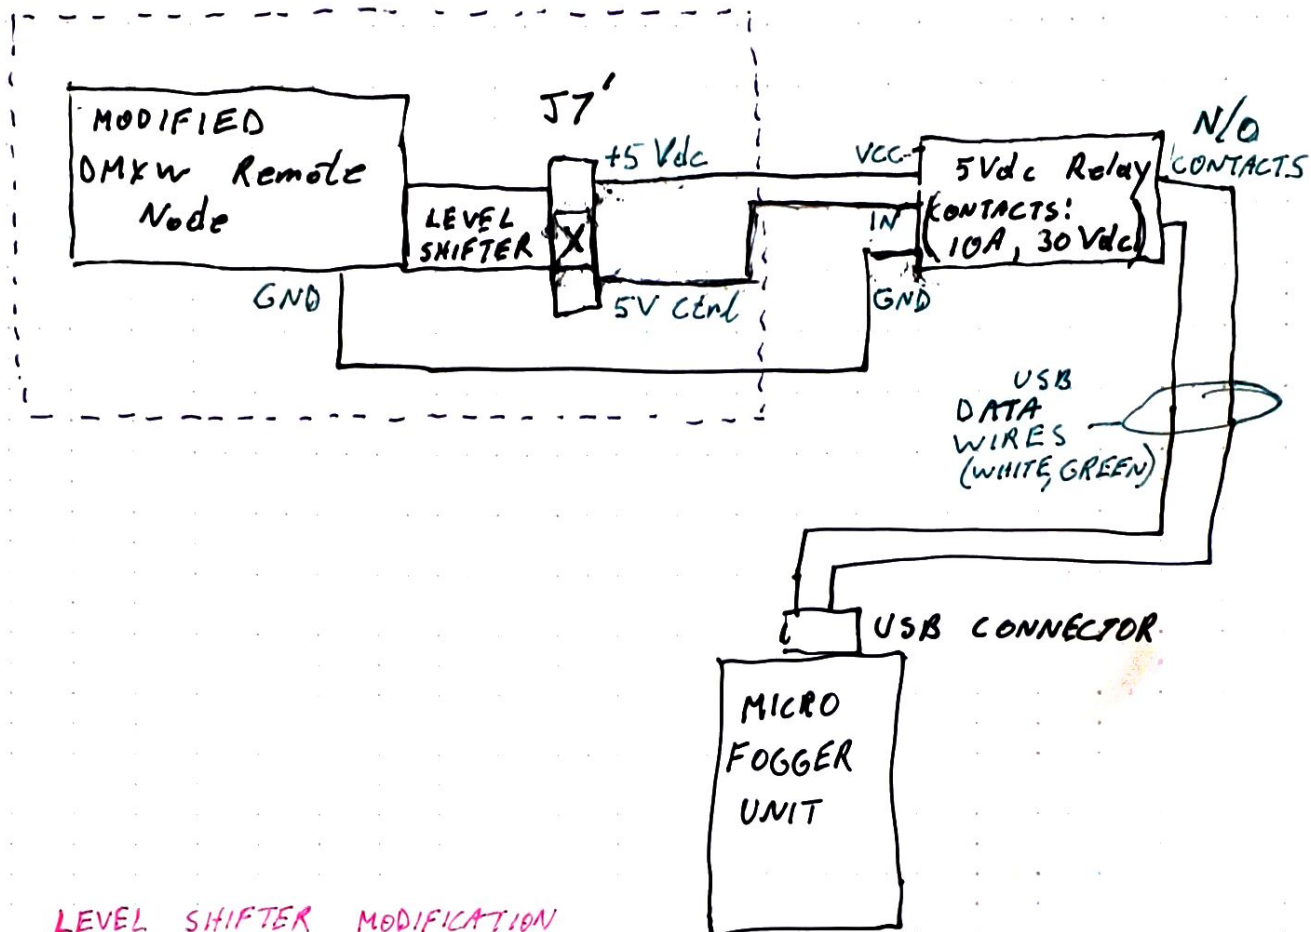 J7'
MODIFIED
DMXW Remote
Node
LEVEL
SHIFTER
X
+5 Vdc
5V Ctrl
GND
VCC
IN
GND
5Vdc Relay
(CONTACTS:
10A, 30 Vdc)
N/O
CONTACTS
USB
DATA
WIRES
(WHITE, GREEN)
USB CONNECTOR
MICRO
FOGGER
UNIT
LEVEL SHIFTER MODIFICATION